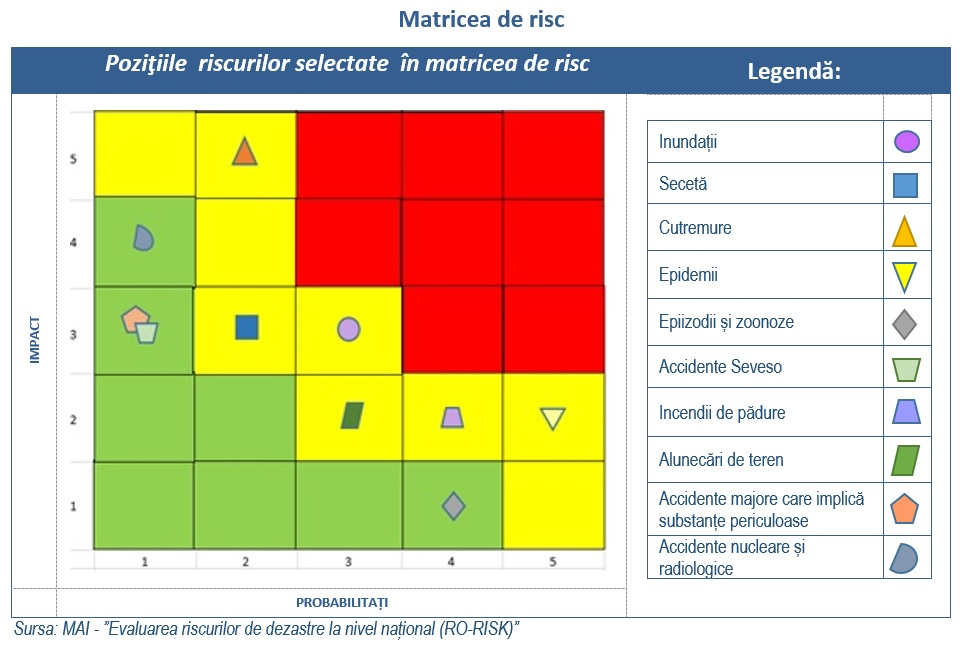 Matricea de risc
Poziţiile riscurilor selectate în matricea de risc
Legendă:
IMPACT
5
4
3
2
1
1 2 3 4 5
PROBABILITAȚI
Inundații
Secetă
Cutremure
Epidemii
Epiizodii și zoonoze
Accidente Seveso
Incendii de pădure
Alunecări de teren
Accidente majore care implică
substanțe periculoase
Accidente nucleare și
radiologice
Sursa: MAI - ”Evaluarea riscurilor de dezastre la nivel național (RO-RISK)”